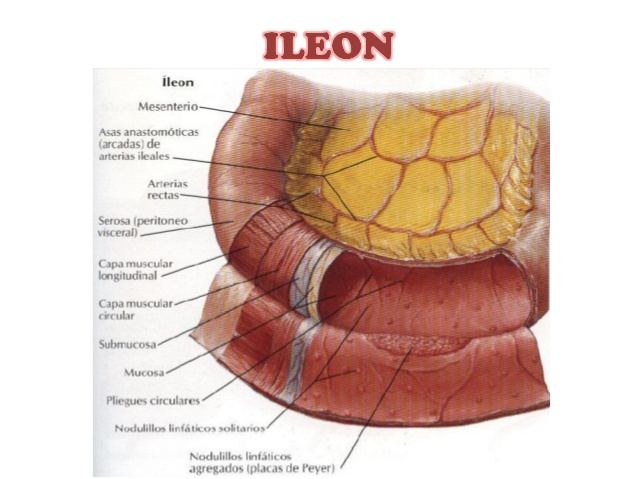 ILEON
Íleon
Mesenterio
Asas anastomóticas
(arcadas) de
arterias ileales
Arterias
rectas
Serosa (peritoneo
visceral)
Capa muscular
longitudinal
Capa muscular
circular
Submucosa
Mucosa
Pliegues circulares
Nodulillos linfáticos solitarios
Nodulillos linfáticos
agregados (placas de Peyer)